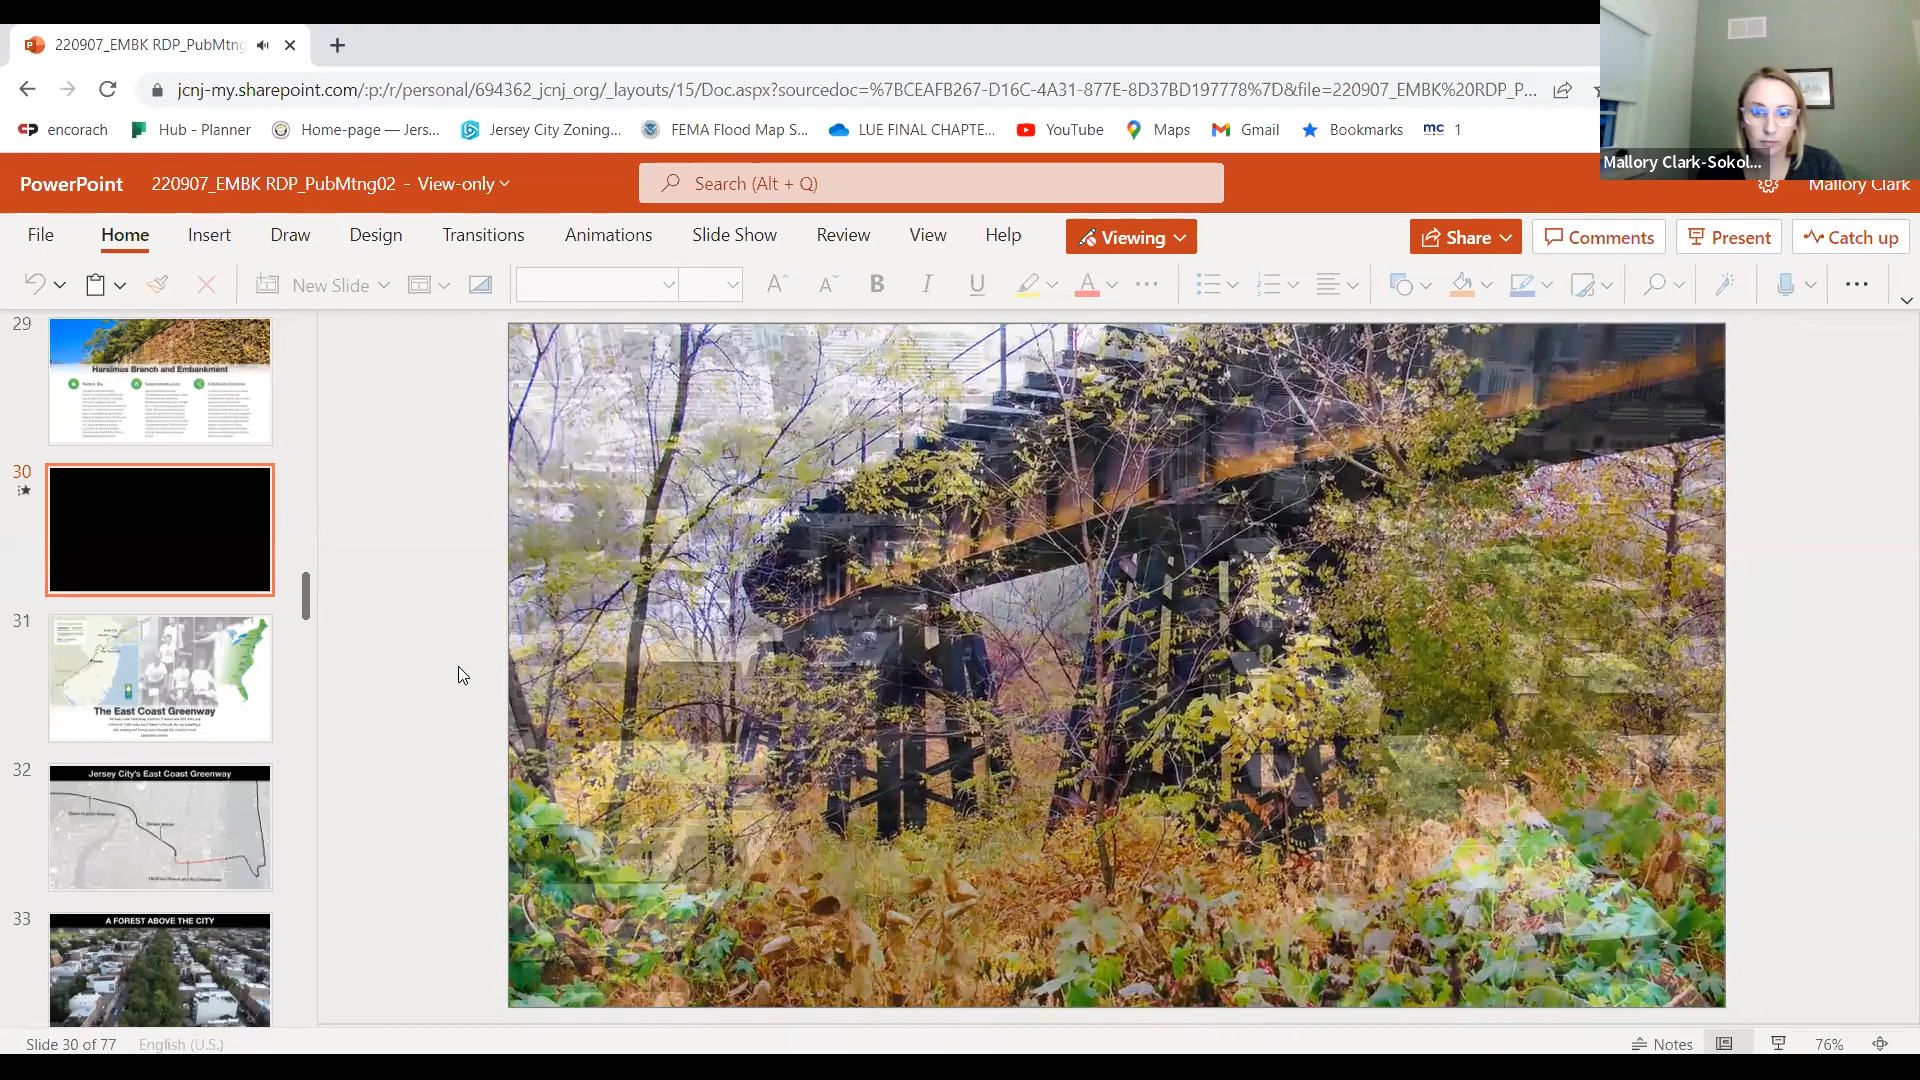 220907_EMBK RDP_PubMtng
jcnj-my.sharepoint.com/:p:/r/personal/694362_jcnj_org/_layouts/15/Doc.aspx?sourcedoc=%7BCEAFB267-D16C-4A31-877E-8D37BD197778%7D&file=220907_EMBK%20RDP_P...
encorach Hub - Planner Home-page — Jers... Jersey City Zoning... FEMA Flood Map S... LUE FINAL CHAPTE... YouTube Maps Gmail Bookmarks mc 1
Mallory Clark-Sokol...
PowerPoint 220907_EMBK RDP_PubMtng02 - View-only Search (Alt + Q) Mallory Clark
File Home Insert Draw Design Transitions Animations Slide Show Review View Help Viewing Share Comments Present Catch up
New Slide A A B I U A
29
Harsimus Branch and Embankment
30
31
The East Coast Greenway
32
Jersey City's East Coast Greenway
33
A FOREST ABOVE THE CITY
Slide 30 of 77 English (U.S.) Notes 76%